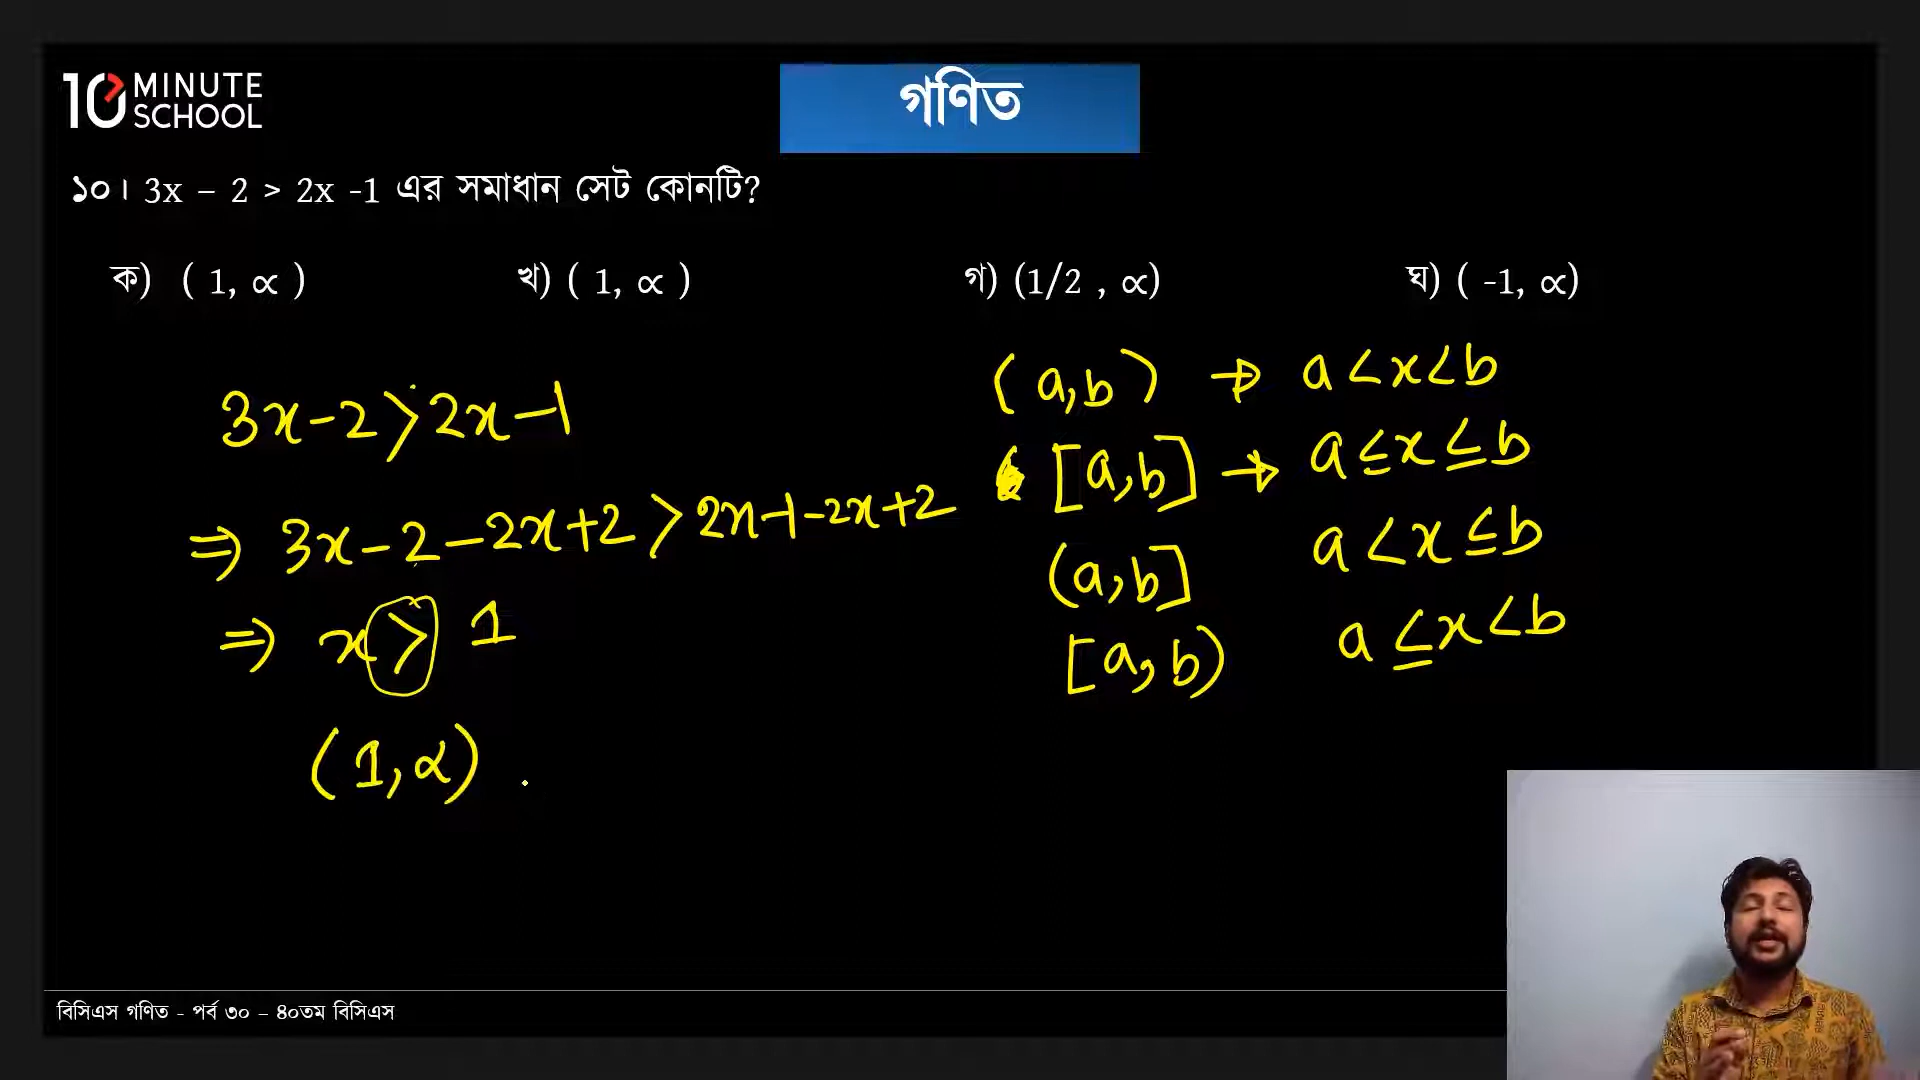 10 MINUTE SCHOOL
গণিত
১০। 3x – 2 > 2x -1 এর সমাধান সেট কোনটি?
ক) ( 1, ∝ ) খ) ( 1, ∝ ) গ) (1/2 , ∝) ঘ) ( -1, ∝)
3x-2>2x-1
⇒ 3x-2-2x+2>2x-1-2x+2
⇒ x > 1
(1,∝)
(a,b) → a<x<b
[a,b] → a≤x≤b
(a,b] a<x≤b
[a,b) a≤x<b
বিসিএস গণিত - পর্ব ৩০ – ৪০তম বিসিএস